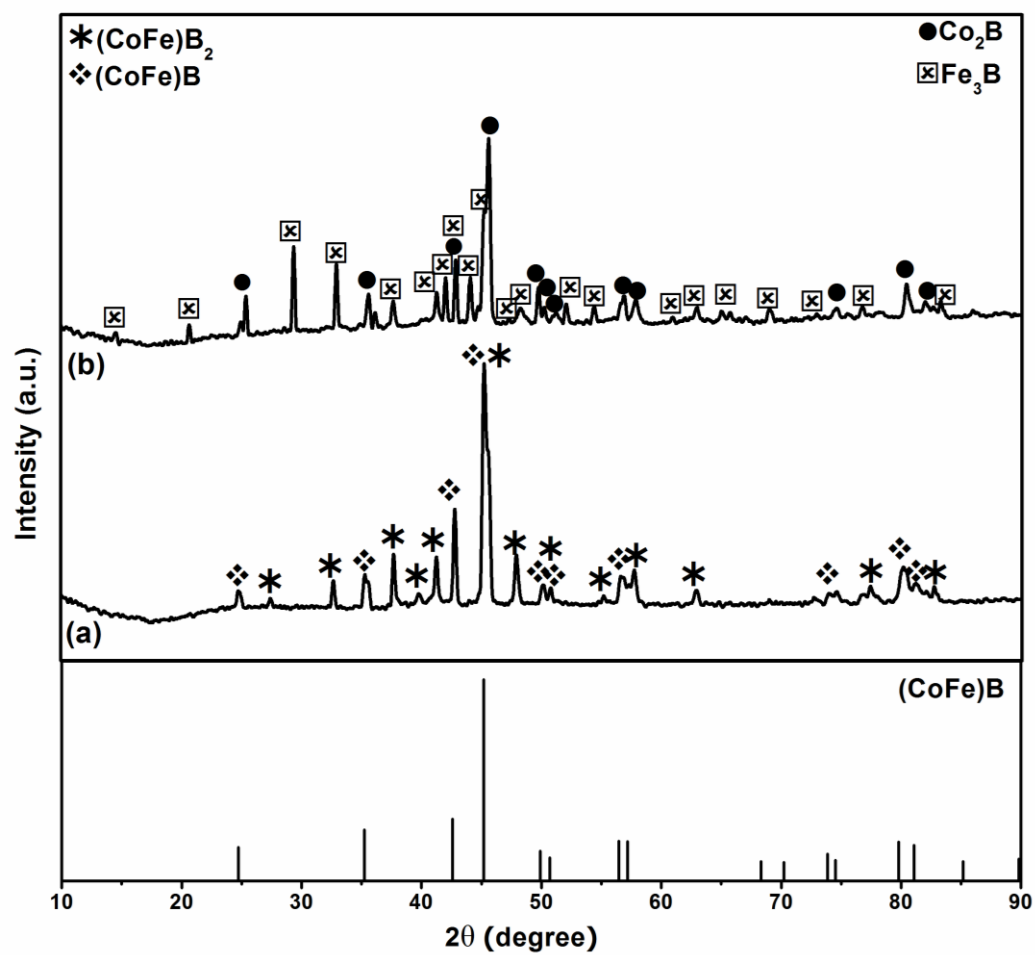 (CoFe)B₂
(CoFe)B
Co₂B
Fe₃B
(b)
(a)
Intensity (a.u.)
(CoFe)B
10 20 30 40 50 60 70 80 90
2θ (degree)